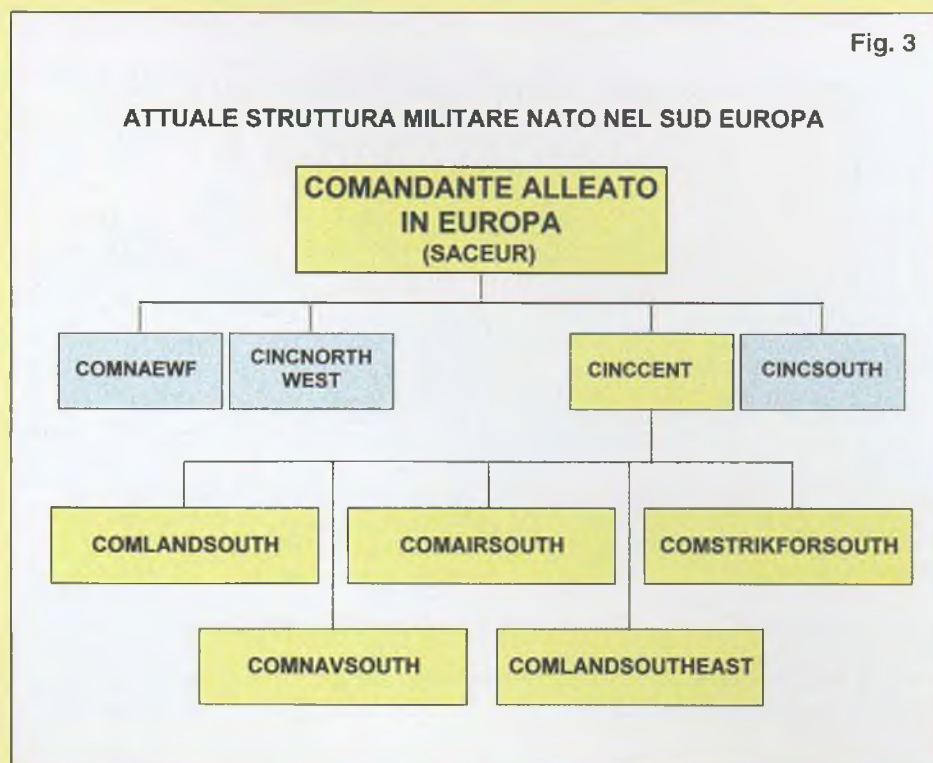 Fig. 3
ATTUALE STRUTTURA MILITARE NATO NEL SUD EUROPA
COMANDANTE ALLEATO
IN EUROPA
(SACEUR)
COMNAEWF
CINCNORTH
WEST
CINCCENT
CINCSOUTH
COMLANDSOUTH
COMAIRSOUTH
COMSTRIKFORSOUTH
COMNAVSOUTH
COMLANDSOUTHEAST